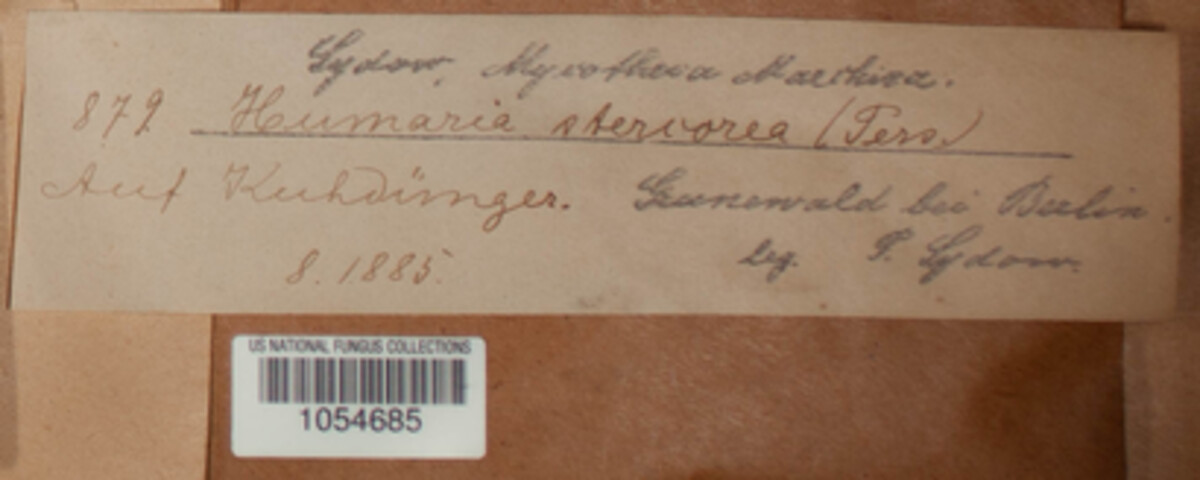 Sydow, Mycotheca Marchica.
879 Humaria stercorea (Pers.)
Auf Kuhdünger. Grunewald bei Berlin.
8. 1885. leg. P. Sydow.
US NATIONAL FUNGUS COLLECTIONS
1054685